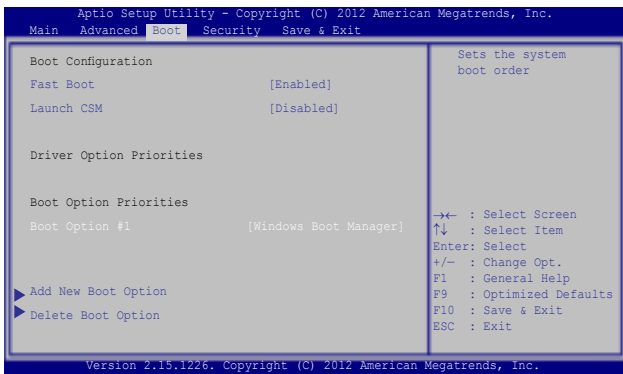 Aptio Setup Utility - Copyright (C) 2012 American Megatrends, Inc.
Main Advanced Boot Security Save & Exit
Boot Configuration
Fast Boot [Enabled]
Launch CSM [Disabled]
Driver Option Priorities
Boot Option Priorities
Boot Option #1 [Windows Boot Manager]
Add New Boot Option
Delete Boot Option
Sets the system
boot order
→← : Select Screen
↑↓ : Select Item
Enter: Select
+/— : Change Opt.
F1 : General Help
F9 : Optimized Defaults
F10 : Save & Exit
ESC : Exit
Version 2.15.1226. Copyright (C) 2012 American Megatrends, Inc.